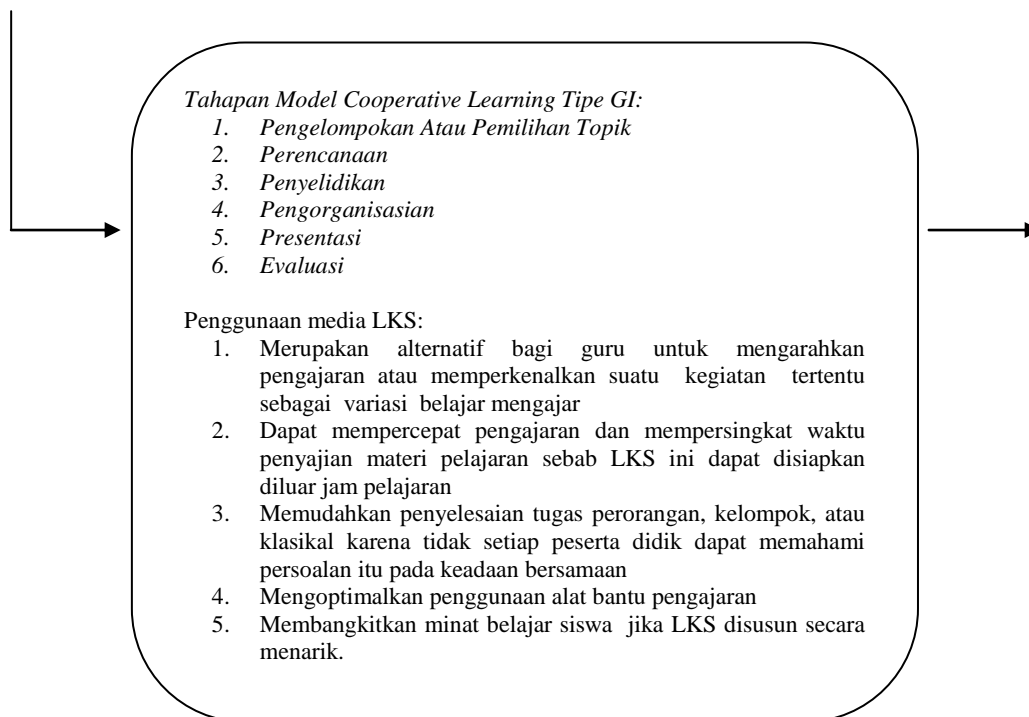 Tahapan Model Cooperative Learning Tipe GI:
1. Pengelompokan Atau Pemilihan Topik
2. Perencanaan
3. Penyelidikan
4. Pengorganisasian
5. Presentasi
6. Evaluasi
Penggunaan media LKS:
1. Merupakan alternatif bagi guru untuk mengarahkan
pengajaran atau memperkenalkan suatu kegiatan tertentu
sebagai variasi belajar mengajar
2. Dapat mempercepat pengajaran dan mempersingkat waktu
penyajian materi pelajaran sebab LKS ini dapat disiapkan
diluar jam pelajaran
3. Memudahkan penyelesaian tugas perorangan, kelompok, atau
klasikal karena tidak setiap peserta didik dapat memahami
persoalan itu pada keadaan bersamaan
4. Mengoptimalkan penggunaan alat bantu pengajaran
5. Membangkitkan minat belajar siswa jika LKS disusun secara
menarik.